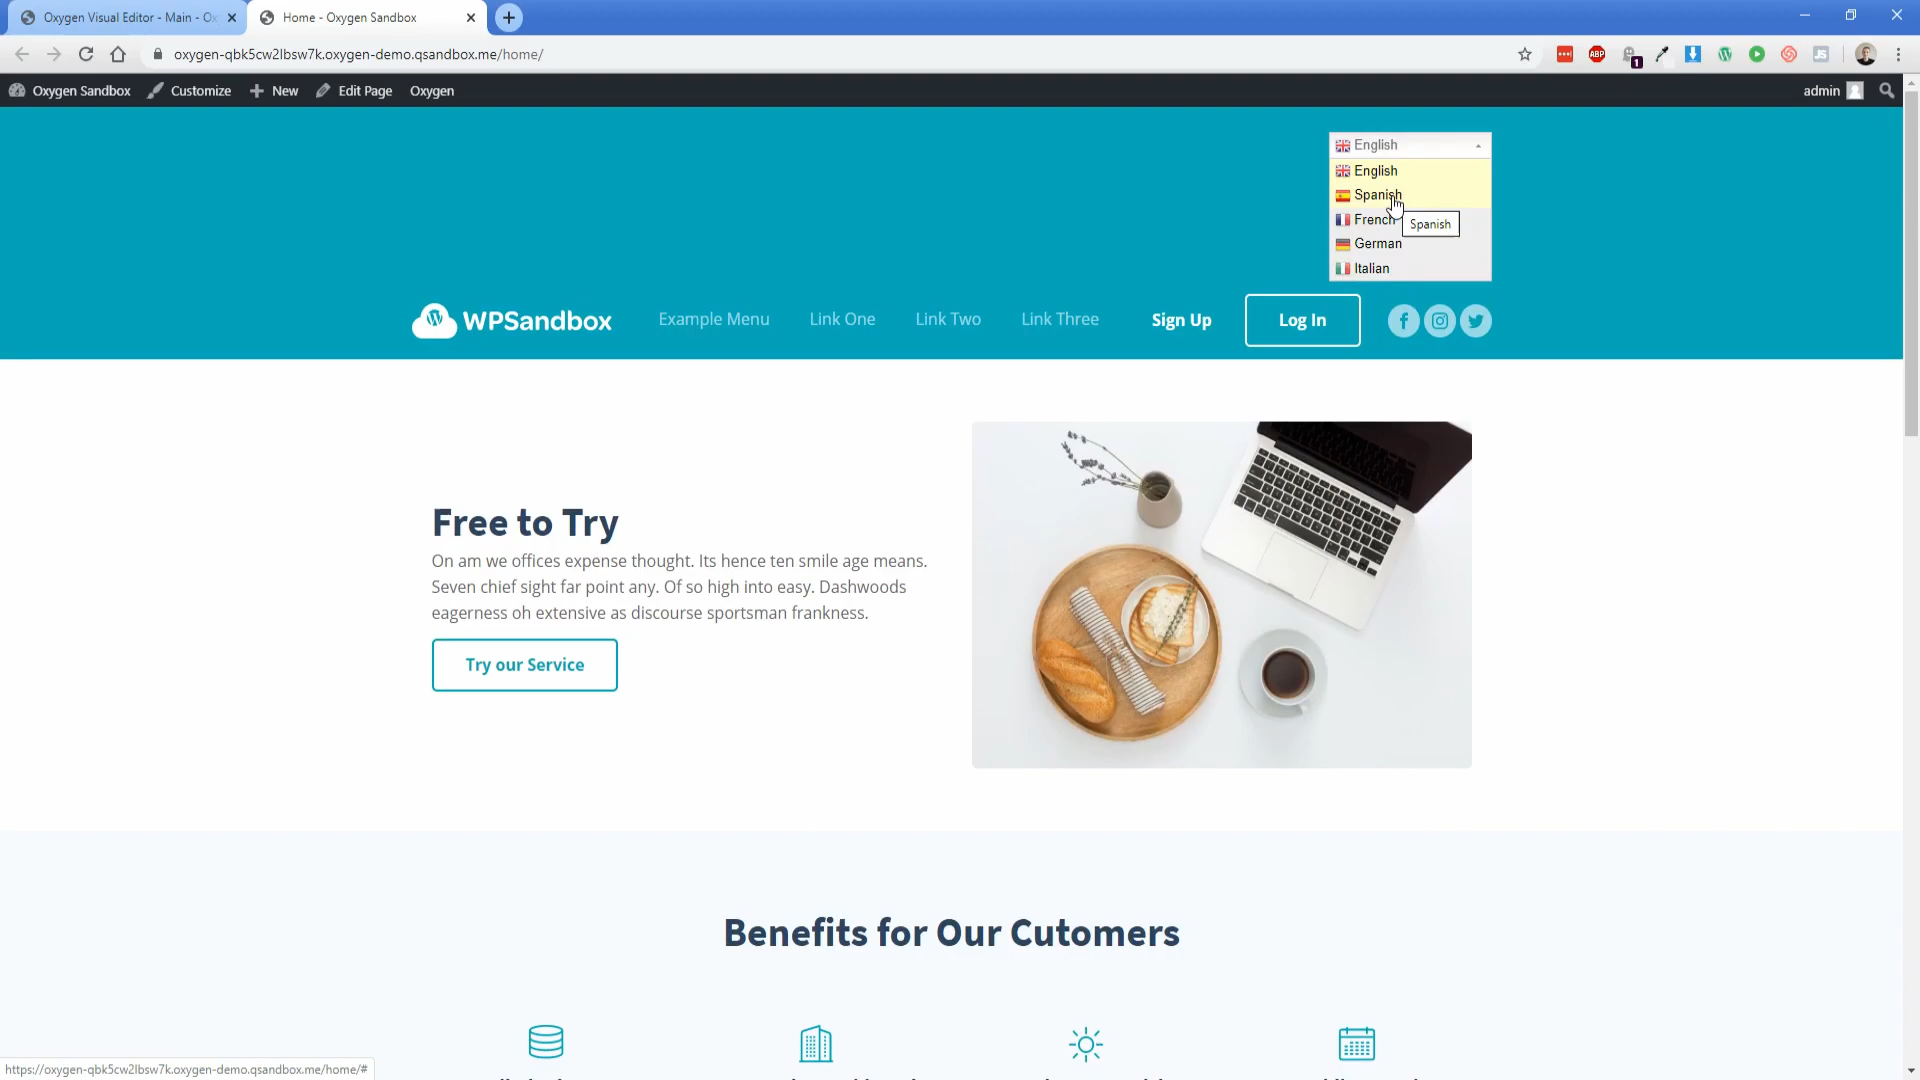 Oxygen Visual Editor - Main - Ox
Home - Oxygen Sandbox
oxygen-qbk5cw2lbsw7k.oxygen-demo.qsandbox.me/home/
ABP
1
JS
Oxygen Sandbox
Customize
New
Edit Page
Oxygen
admin
English
English
Spanish
French
Spanish
German
Italian
WPSandbox
Example Menu
Link One
Link Two
Link Three
Sign Up
Log In
Free to Try
On am we offices expense thought. Its hence ten smile age means.
Seven chief sight far point any. Of so high into easy. Dashwoods
eagerness oh extensive as discourse sportsman frankness.
Try our Service
Benefits for Our Cutomers
https://oxygen-qbk5cw2lbsw7k.oxygen-demo.qsandbox.me/home/#